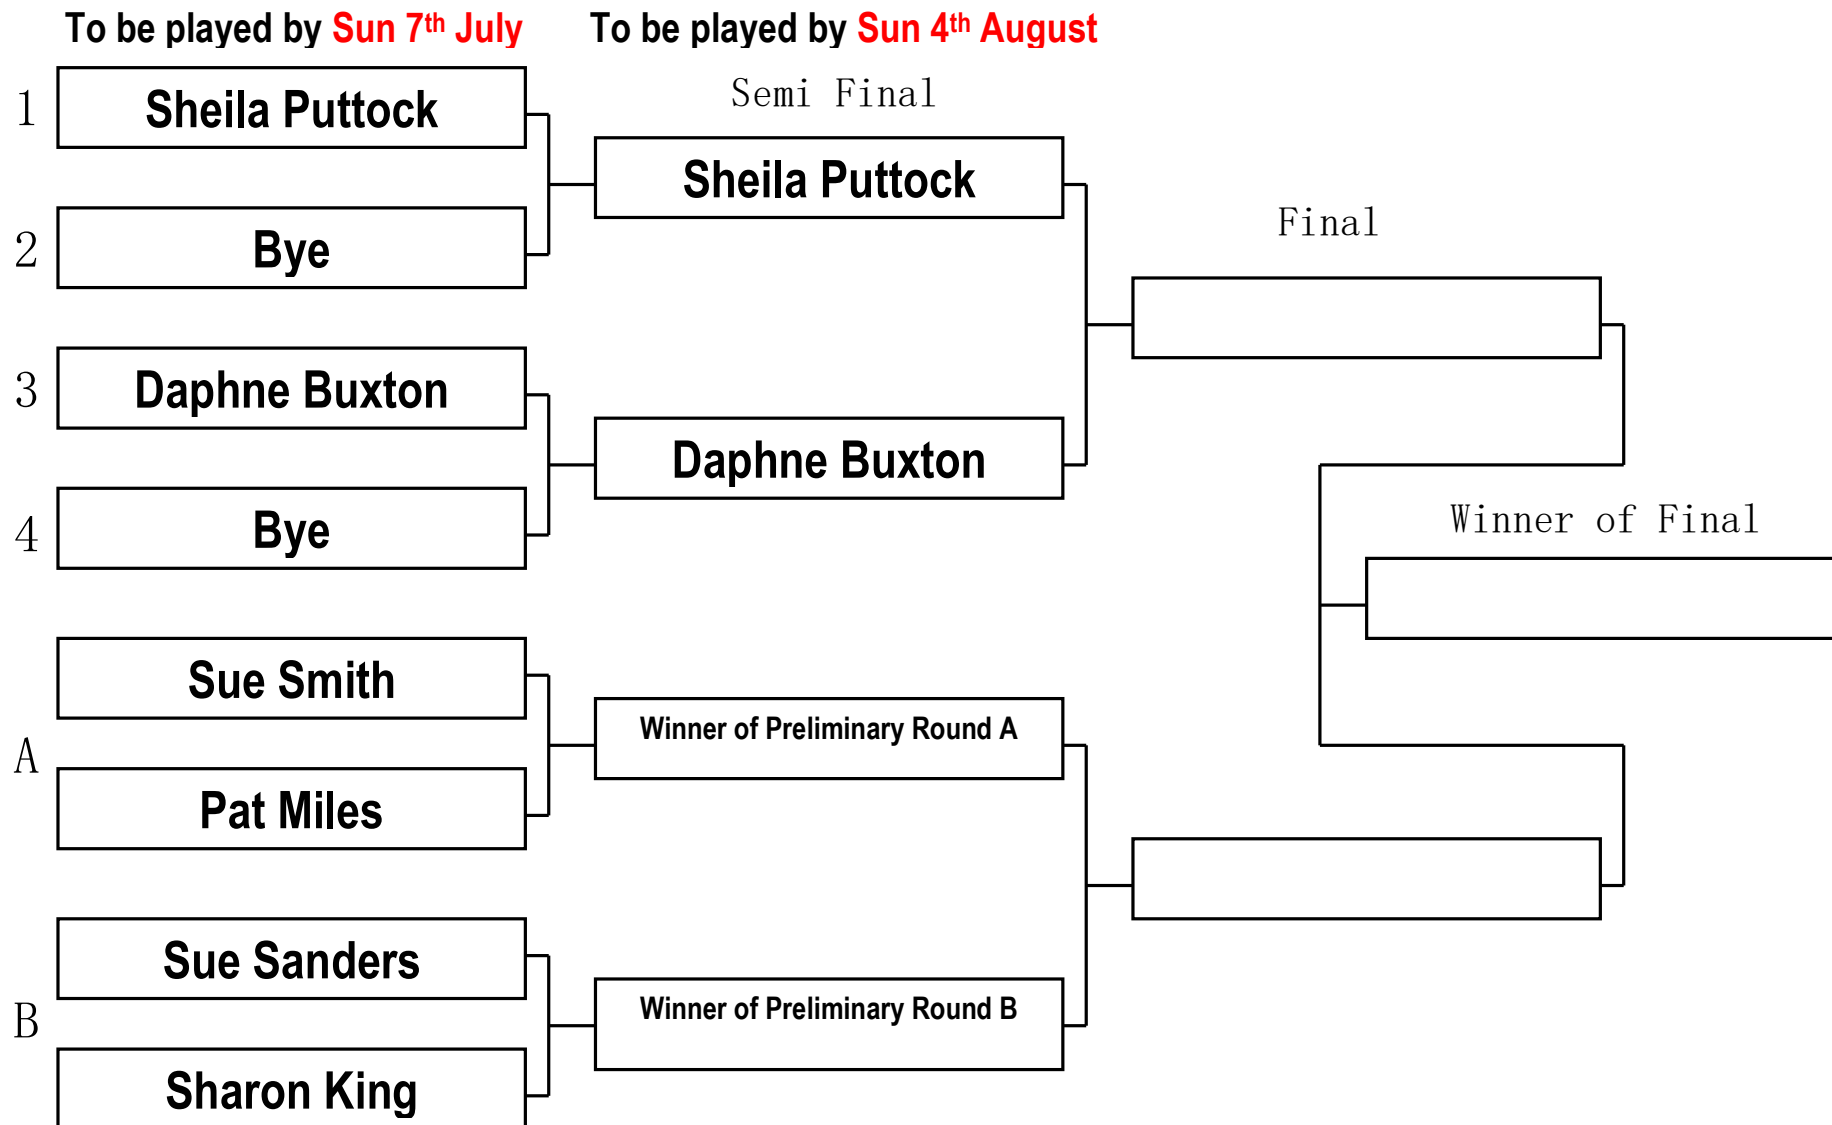 To be played by Sun 7th July
To be played by Sun 4th August
Semi Final
1
Sheila Puttock
Sheila Puttock
Final
2
Bye
3
Daphne Buxton
Daphne Buxton
4
Bye
Winner of Final
Sue Smith
A
Winner of Preliminary Round A
Pat Miles
Sue Sanders
B
Winner of Preliminary Round B
Sharon King